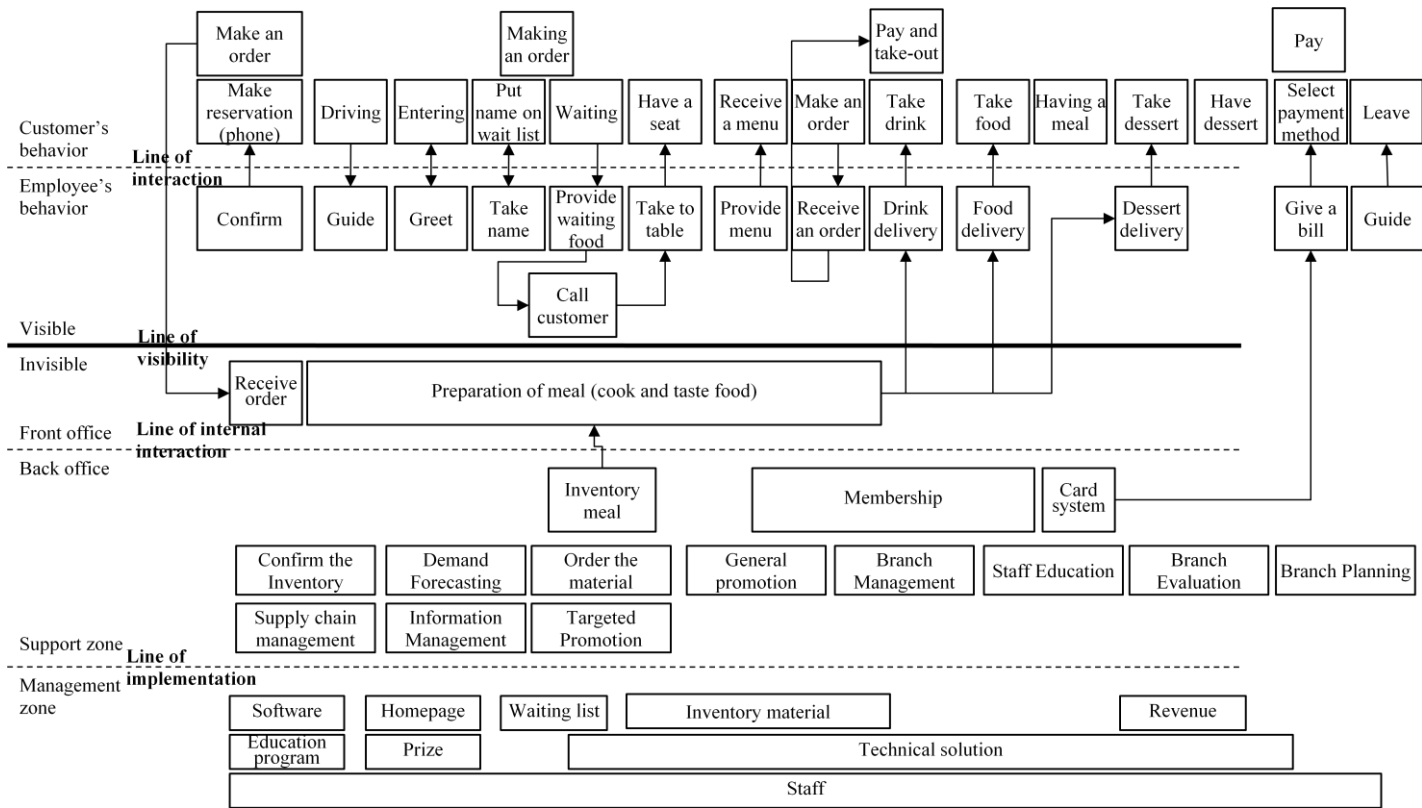 Make an
order
Making
an order
Pay and
take-out
Pay
Make
reservation
(phone)
Driving
Entering
Put
name on
wait list
Waiting
Have a
seat
Receive
a menu
Make an
order
Take
drink
Take
food
Having a
meal
Take
dessert
Have
dessert
Select
payment
method
Leave
Customer's
behavior
Line of
interaction
Employee's
behavior
Confirm
Guide
Greet
Take
name
Provide
waiting
food
Take to
table
Provide
menu
Receive
an order
Drink
delivery
Food
delivery
Dessert
delivery
Give a
bill
Guide
Call
customer
Visible
Line of
visibility
Invisible
Receive
order
Preparation of meal (cook and taste food)
Front office
Line of internal
interaction
Back office
Inventory
meal
Membership
Card
system
Confirm the
Inventory
Demand
Forecasting
Order the
material
General
promotion
Branch
Management
Staff Education
Branch
Evaluation
Branch Planning
Supply chain
management
Information
Management
Targeted
Promotion
Support zone
Line of
implementation
Management
zone
Software
Homepage
Waiting list
Inventory material
Revenue
Education
program
Prize
Technical solution
Staff